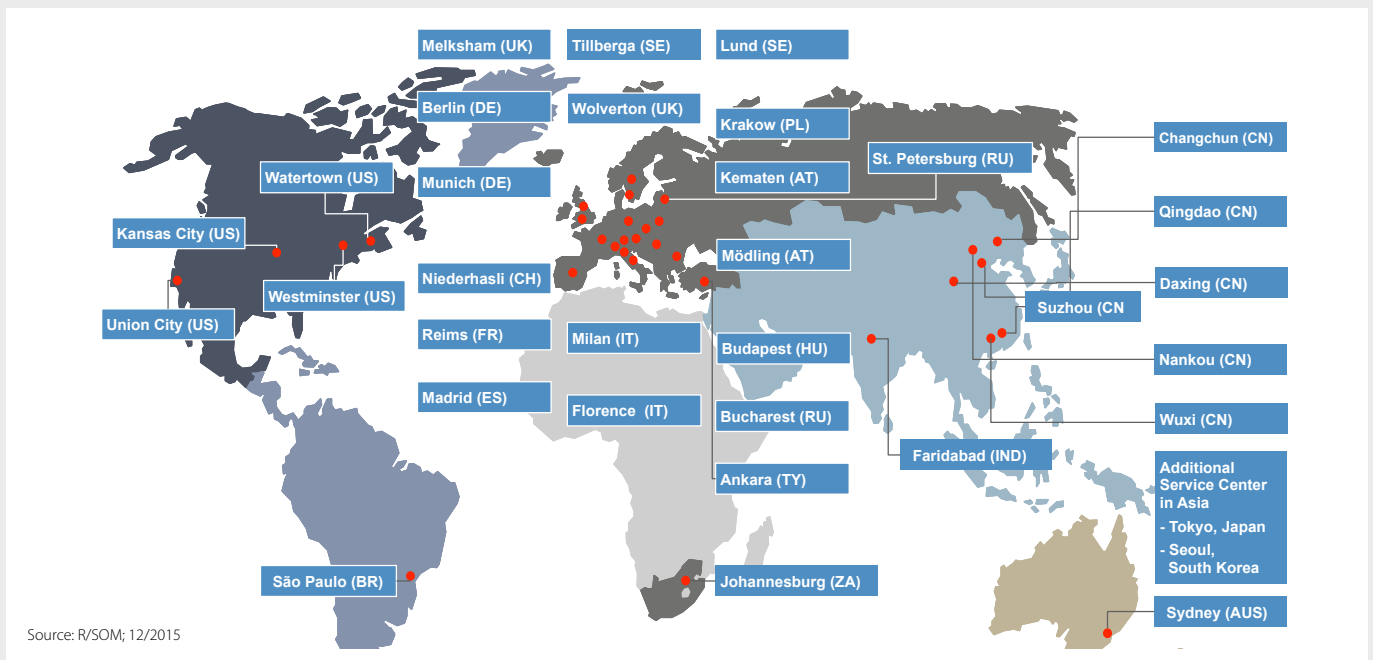 Melksham (UK)
Tillberga (SE)
Lund (SE)
Berlin (DE)
Wolverton (UK)
Krakow (PL)
Changchun (CN)
St. Petersburg (RU)
Watertown (US)
Munich (DE)
Kematen (AT)
Qingdao (CN)
Kansas City (US)
Mödling (AT)
Niederhasli (CH)
Daxing (CN)
Westminster (US)
Suzhou (CN
Union City (US)
Reims (FR)
Milan (IT)
Budapest (HU)
Nankou (CN)
Madrid (ES)
Florence  (IT)
Bucharest (RU)
Wuxi (CN)
Faridabad (IND)
Ankara (TY)
Additional
Service Center
in Asia
- Tokyo, Japan
- Seoul,
South Korea
São Paulo (BR)
Johannesburg (ZA)
Sydney (AUS)
Source: R/SOM; 12/2015